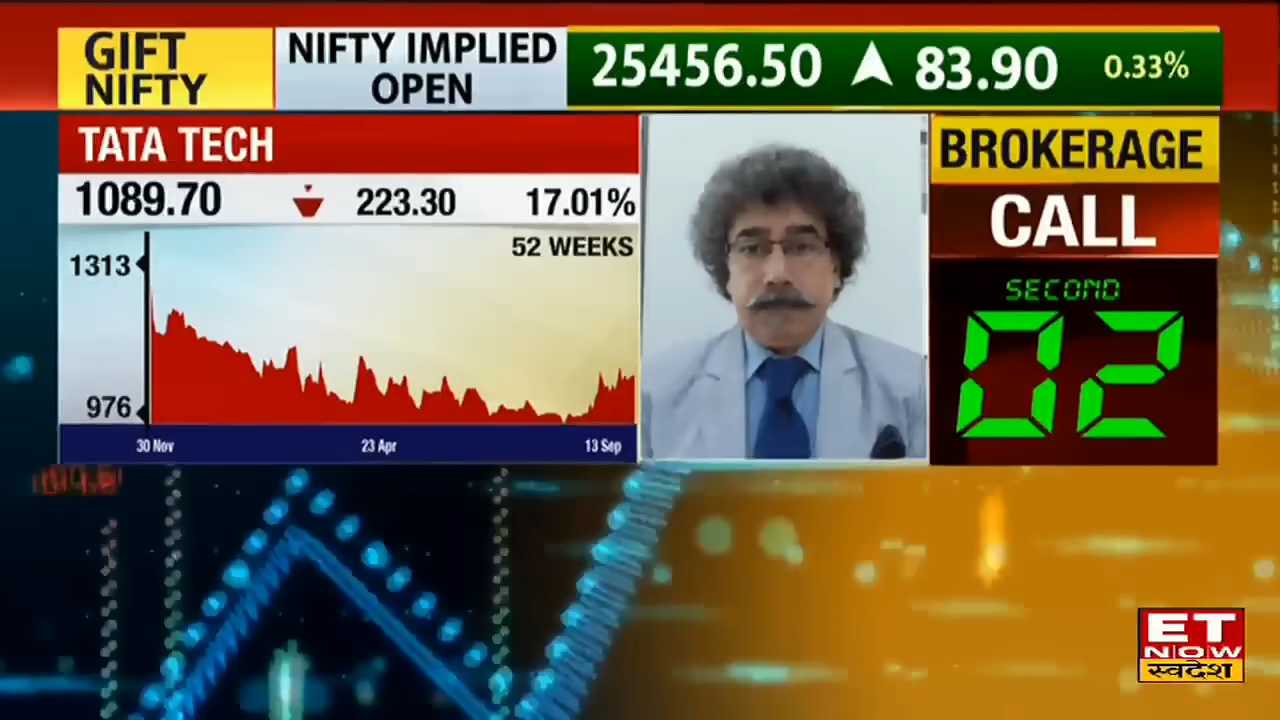 GIFT
NIFTY
NIFTY IMPLIED
OPEN
25456.50 83.90 0.33%
TATA TECH
1089.70 223.30 17.01%
52 WEEKS
1313
976
30 Nov 23 Apr 13 Sep
BROKERAGE
CALL
SECOND
02
ET
NOW
स्वदेश